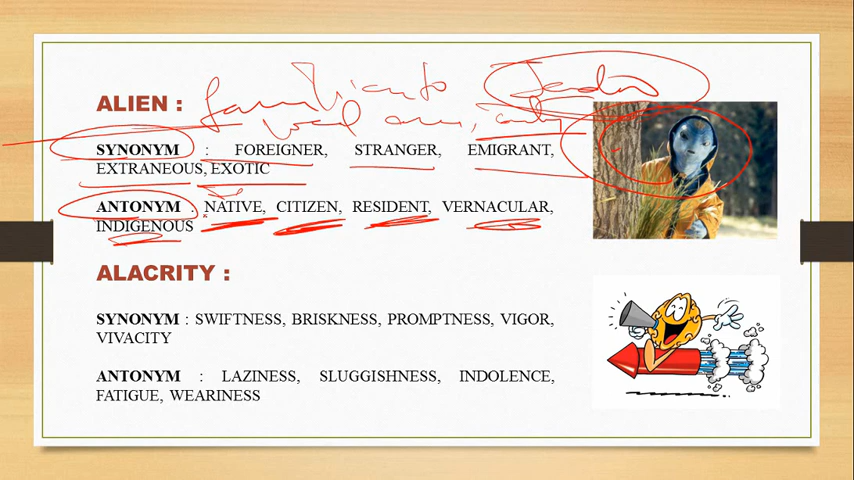 ALIEN :
SYNONYM : FOREIGNER, STRANGER, EMIGRANT,
EXTRANEOUS, EXOTIC
ANTONYM : NATIVE, CITIZEN, RESIDENT, VERNACULAR,
INDIGENOUS
ALACRITY :
SYNONYM : SWIFTNESS, BRISKNESS, PROMPTNESS, VIGOR,
VIVACITY
ANTONYM : LAZINESS, SLUGGISHNESS, INDOLENCE,
FATIGUE, WEARINESS